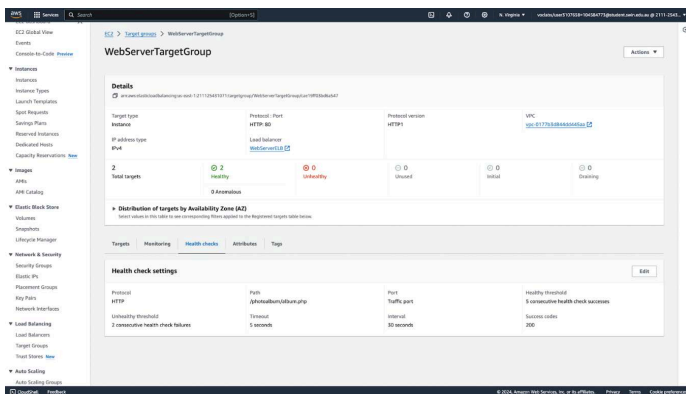 aws
Services
Search
[Option+S]
N. Virginia
EC2 Global View
Events
Console-to-Code Preview
Instances
Instances
Instance Types
Launch Templates
Spot Requests
Savings Plans
Reserved Instances
Dedicated Hosts
Capacity Reservations New
Images
AMIs
AMI Catalog
Elastic Block Store
Volumes
Snapshots
Lifecycle Manager
Network & Security
Security Groups
Elastic IPs
Placement Groups
Key Pairs
Network Interfaces
Load Balancing
Load Balancers
Target Groups
Trust Stores New
Auto Scaling
Auto Scaling Groups
EC2 > Target groups > WebServerTargetGroup
WebServerTargetGroup
Actions
Details
Target type
Instance
Protocol : Port
HTTP: 80
Protocol version
HTTP1
VPC
IP address type
IPv4
Load balancer
WebServerELB
2
Total targets
2
Healthy
0 Anomalous
0
Unhealthy
0
Unused
0
Initial
0
Draining
Distribution of targets by Availability Zone (AZ)
Select values in this table to see corresponding filters applied to the Registered targets table below.
Targets
Monitoring
Health checks
Attributes
Tags
Health check settings
Edit
Protocol
HTTP
Path
/photoalbum/album.php
Port
Traffic port
Healthy threshold
5 consecutive health check successes
Unhealthy threshold
2 consecutive health check failures
Timeout
5 seconds
Interval
30 seconds
Success codes
200
CloudShell
Feedback
© 2024, Amazon Web Services, Inc. or its affiliates.
Privacy
Terms
Cookie preferences